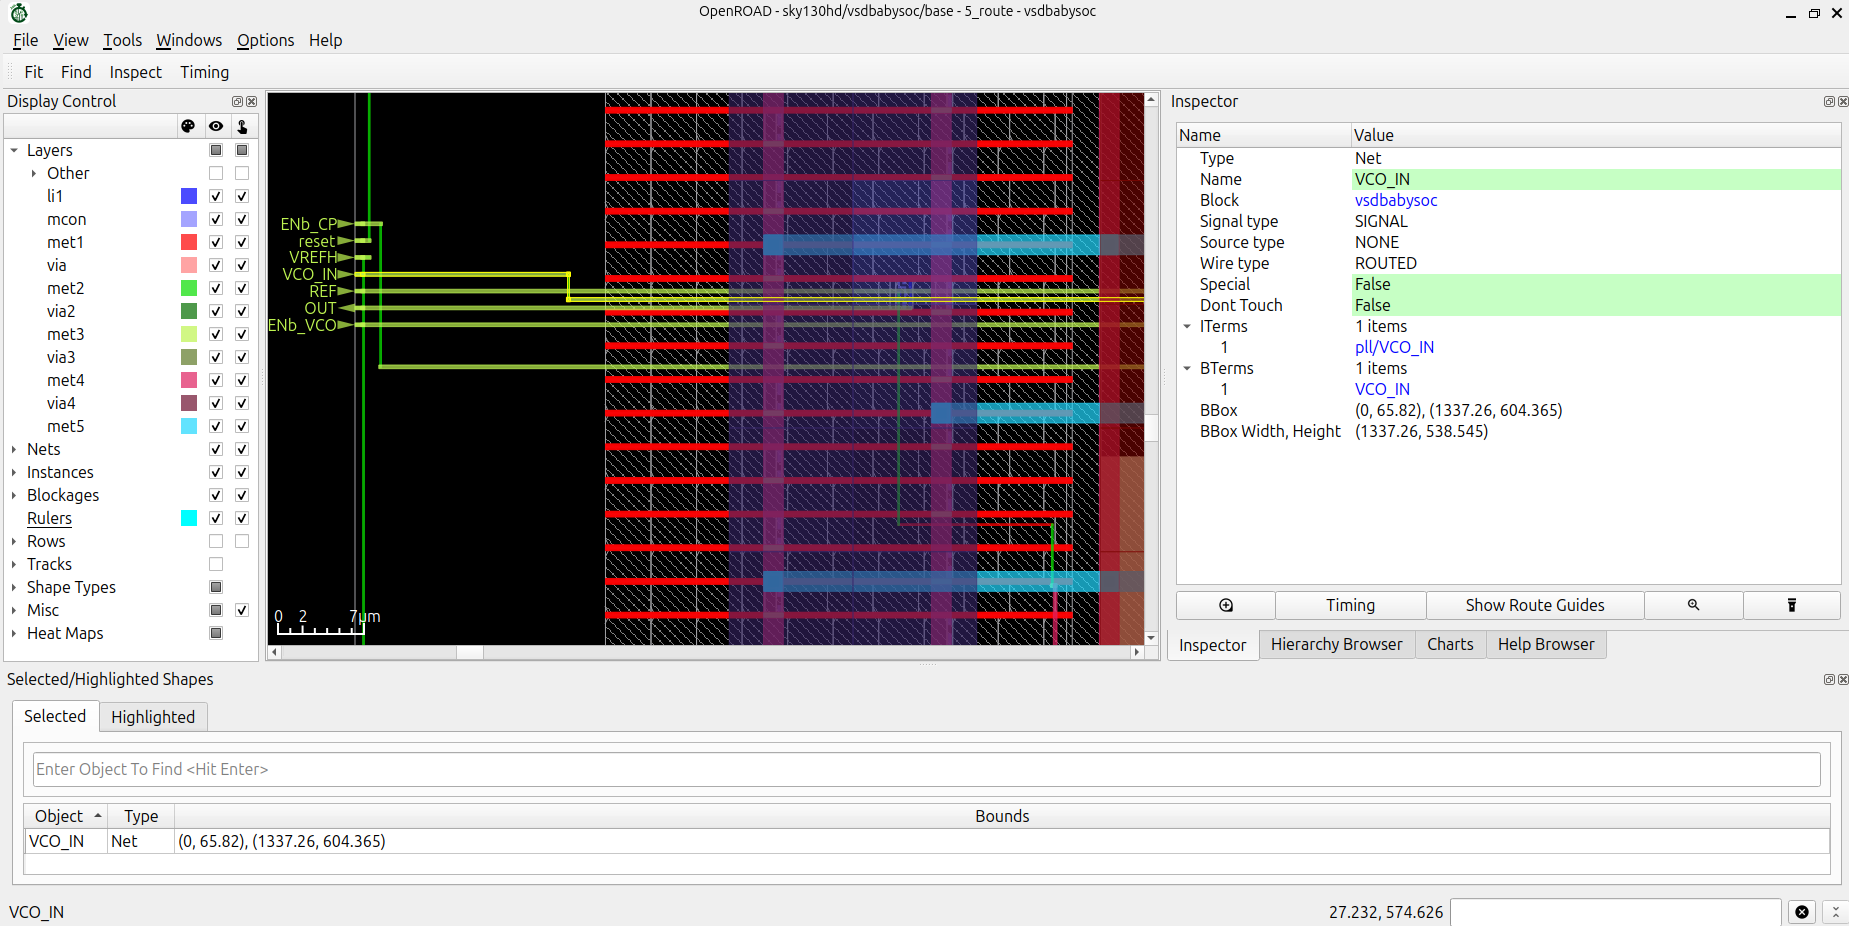 OpenROAD - sky130hd/vsdbabysoc/base - 5_route - vsdbabysoc
File View Tools Windows Options Help
Fit Find Inspect Timing
Display Control
Layers
Other
li1
mcon
met1
via
met2
via2
met3
via3
met4
via4
met5
Nets
Instances
Blockages
Rulers
Rows
Tracks
Shape Types
Misc
Heat Maps
ENb_CP
reset
VREFH
VCO_IN
REF
OUT
ENb_VCO
0 2 7μm
Inspector
Name Value
Type Net
Name VCO_IN
Block vsdbabysoc
Signal type SIGNAL
Source type NONE
Wire type ROUTED
Special False
Dont Touch False
ITerms 1 items
1 pll/VCO_IN
BTerms 1 items
1 VCO_IN
BBox (0, 65.82), (1337.26, 604.365)
BBox Width, Height (1337.26, 538.545)
Timing Show Route Guides
Inspector Hierarchy Browser Charts Help Browser
Selected/Highlighted Shapes
Selected Highlighted
Enter Object To Find <Hit Enter>
Object Type Bounds
VCO_IN Net (0, 65.82), (1337.26, 604.365)
VCO_IN 27.232, 574.626